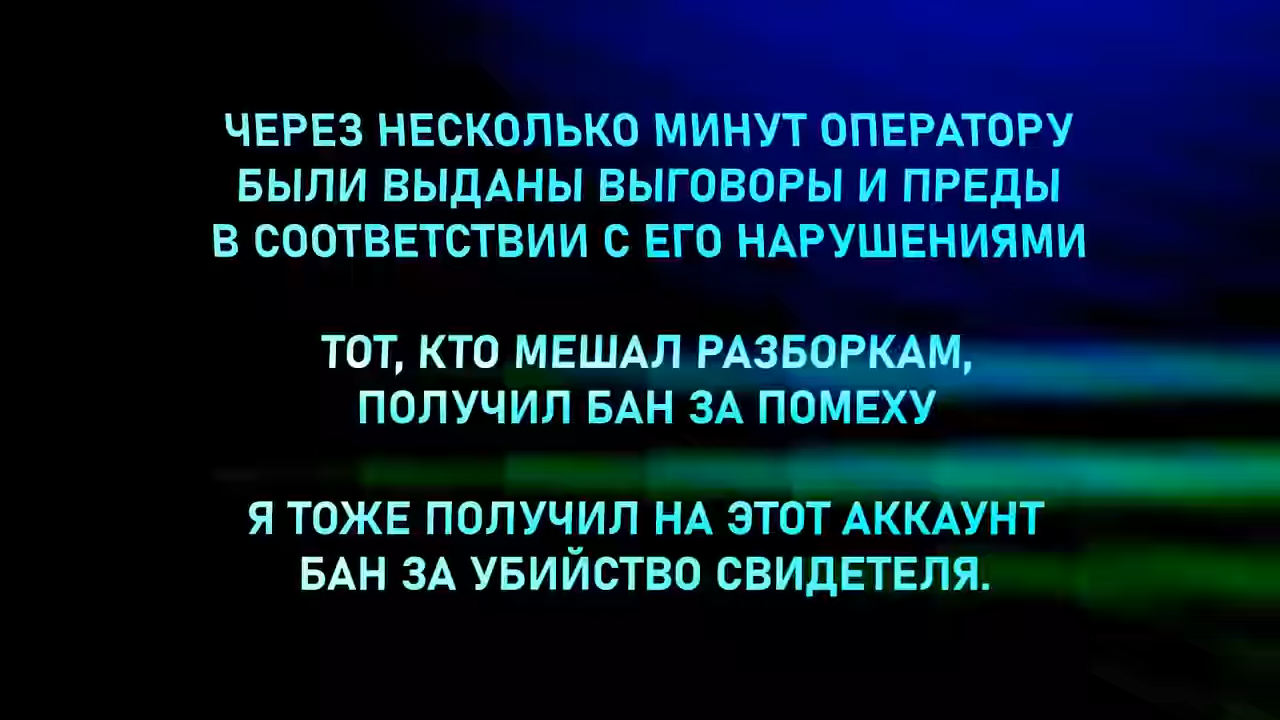 ЧЕРЕЗ НЕСКОЛЬКО МИНУТ ОПЕРАТОРУ
БЫЛИ ВЫДАНЫ ВЫГОВОРЫ И ПРЕДЫ
В СООТВЕТСТВИИ С ЕГО НАРУШЕНИЯМИ
ТОТ, КТО МЕШАЛ РАЗБОРКАМ,
ПОЛУЧИЛ БАН ЗА ПОМЕХУ
Я ТОЖЕ ПОЛУЧИЛ НА ЭТОТ АККАУНТ
БАН ЗА УБИЙСТВО СВИДЕТЕЛЯ.